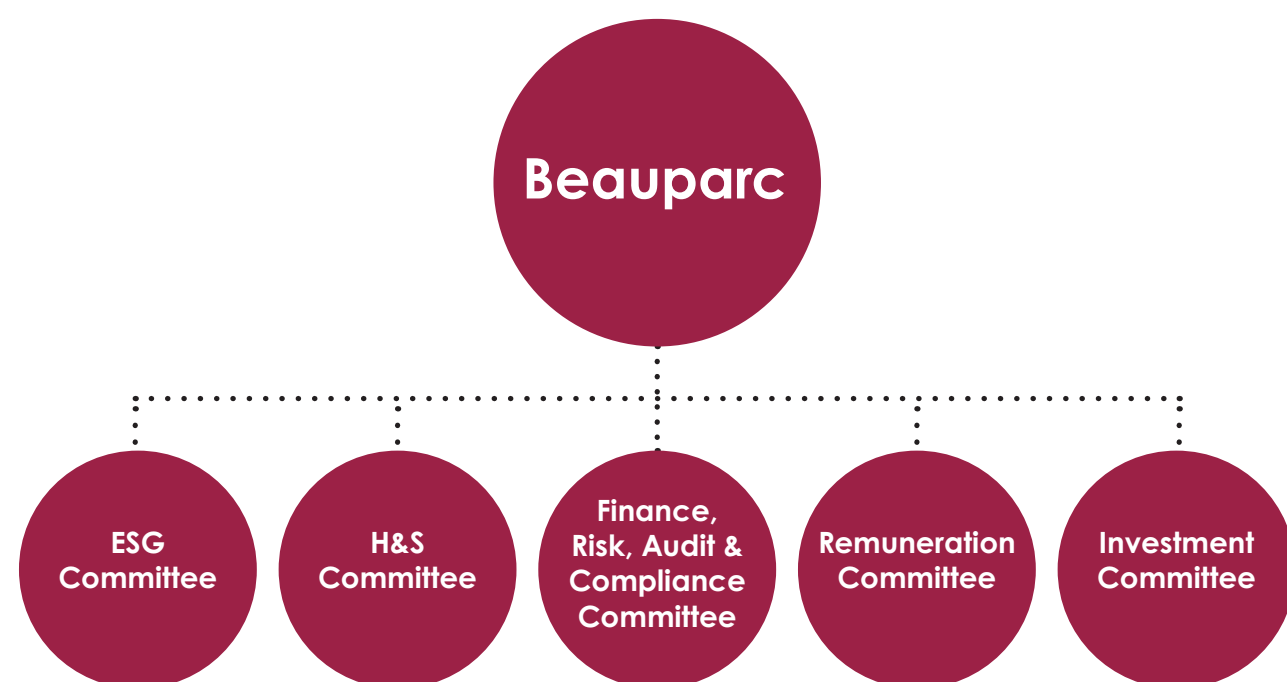 Beauparc
ESG
Committee
H&S
Committee
Finance,
Risk, Audit &
Compliance
Committee
Remuneration
Committee
Investment
Committee